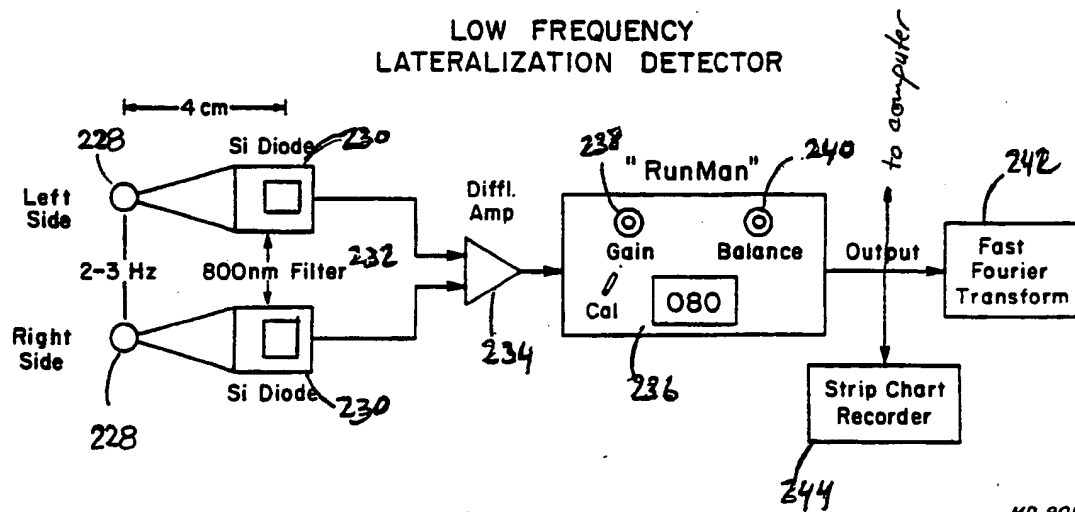 LOW FREQUENCY
LATERALIZATION DETECTOR
to computer
4 cm
228
Si Diode
230
238
"RunMan"
240
242
Left
Side
Diffl.
Amp
Gain
Balance
Output
Fast
Fourier
Transform
2-3 Hz
800nm Filter
232
Cal
080
Right
Side
234
236
Si Diode
230
228
Strip Chart
Recorder
244